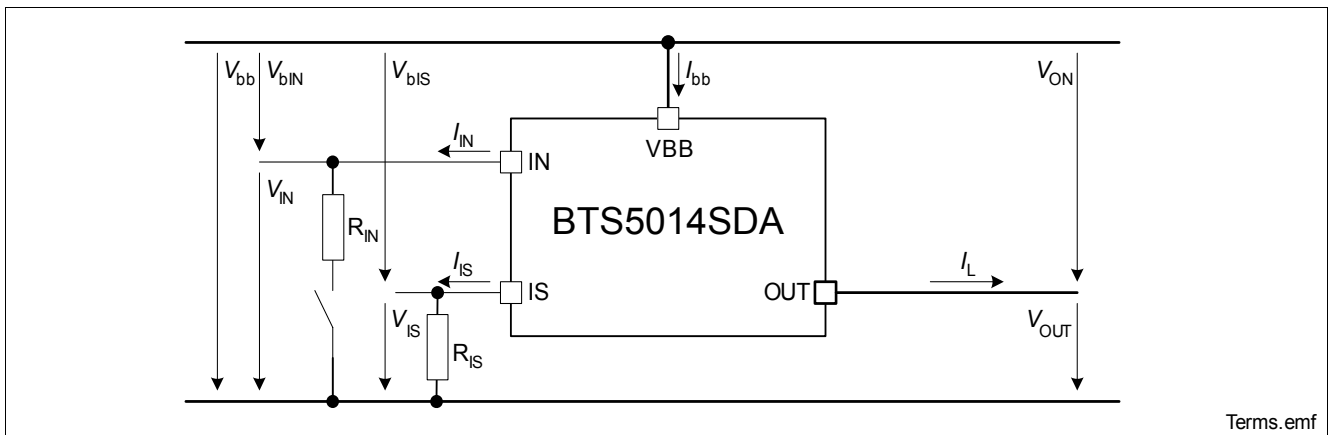 Vbb
VbIN
VbIS
Ibb
VON
VBB
IIN
IN
VIN
RIN
BTS5014SDA
IIS
IS
OUT
IL
VIS
RIS
VOUT
Terms.emf